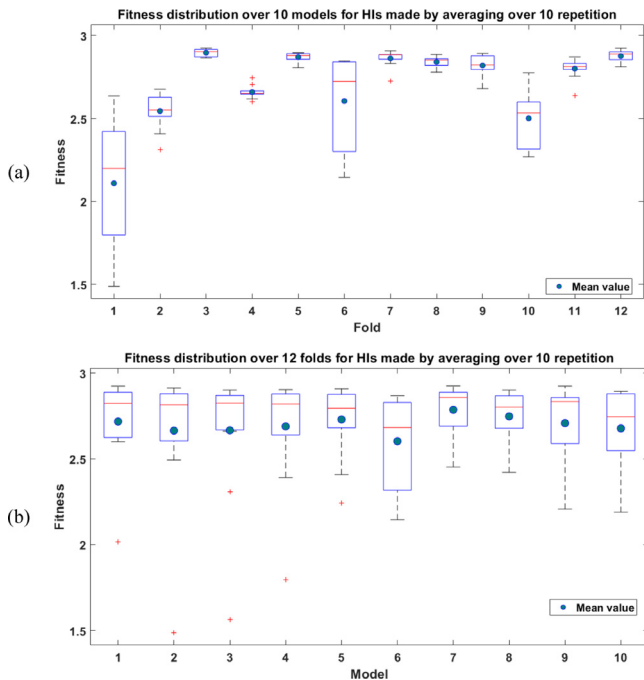 Fitness distribution over 10 models for HIs made by averaging over 10 repetition
3
2.5
2
1.5
Fitness
(a)
Mean value
1 2 3 4 5 6 7 8 9 10 11 12
Fold
Fitness distribution over 12 folds for HIs made by averaging over 10 repetition
3
2.5
2
1.5
Fitness
(b)
Mean value
1 2 3 4 5 6 7 8 9 10
Model